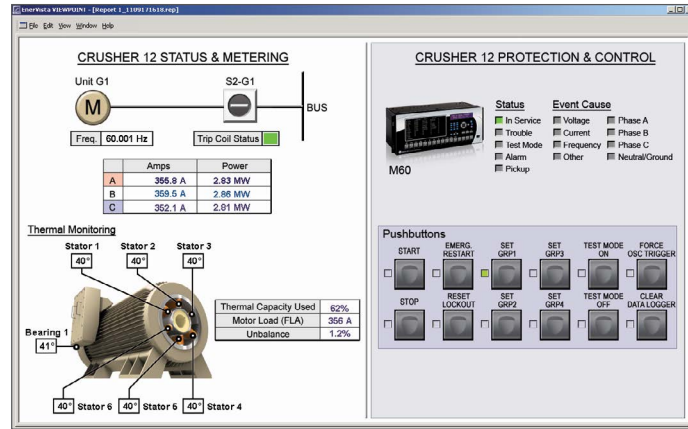 EnerVista VIEWPOINT - [Report 1_1109171618.rep]
File Edit View Window Help
CRUSHER 12 STATUS & METERING
Unit G1
S2-G1
M
BUS
Freq. 60.001 Hz
Trip Coil Status
Amps Power
A 355.8 A 2.83 MW
B 359.5 A 2.86 MW
C 352.1 A 2.81 MW
Thermal Monitoring
Stator 1 Stator 2 Stator 3
40° 40° 40°
Thermal Capacity Used 62%
Motor Load (FLA) 356 A
Unbalance 1.2%
Bearing 1
41°
40° Stator 6 40° Stator 5 40° Stator 4
CRUSHER 12 PROTECTION & CONTROL
M60
Status Event Cause
In Service Voltage Phase A
Trouble Current Phase B
Test Mode Frequency Phase C
Alarm Other Neutral/Ground
Pickup
Pushbuttons
START EMERG. RESTART SET GRP1 SET GRP3 TEST MODE ON FORCE OSC TRIGGER
STOP RESET LOCKOUT SET GRP2 SET GRP4 TEST MODE OFF CLEAR DATA LOGGER